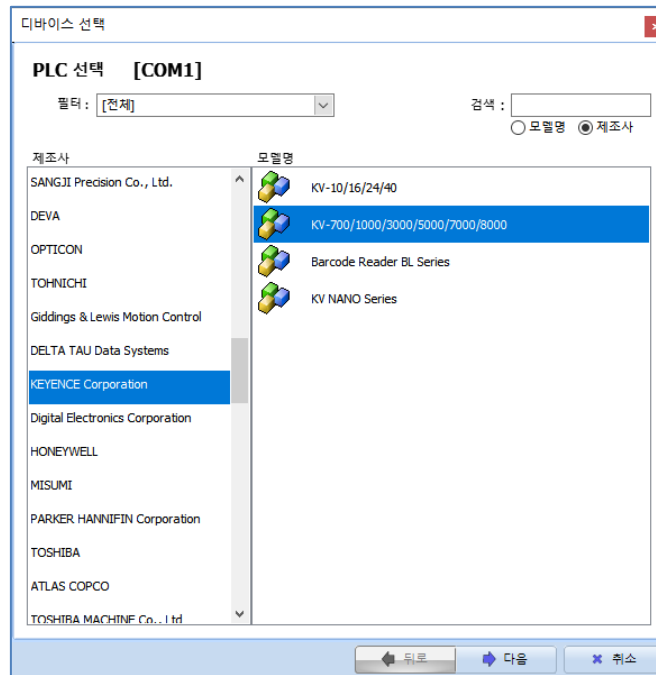 디바이스 선택
PLC 선택 [COM1]
필터 : [전체] 검색 :
모델명 제조사
제조사 모델명
SANGJI Precision Co., Ltd.
DEVA
OPTICON
TOHNICHI
Giddings & Lewis Motion Control
DELTA TAU Data Systems
KEYENCE Corporation
Digital Electronics Corporation
HONEYWELL
MISUMI
PARKER HANNIFIN Corporation
TOSHIBA
ATLAS COPCO
TOSHIBA MACHINE Co., Ltd
KV-10/16/24/40
KV-700/1000/3000/5000/7000/8000
Barcode Reader BL Series
KV NANO Series
뒤로 다음 취소